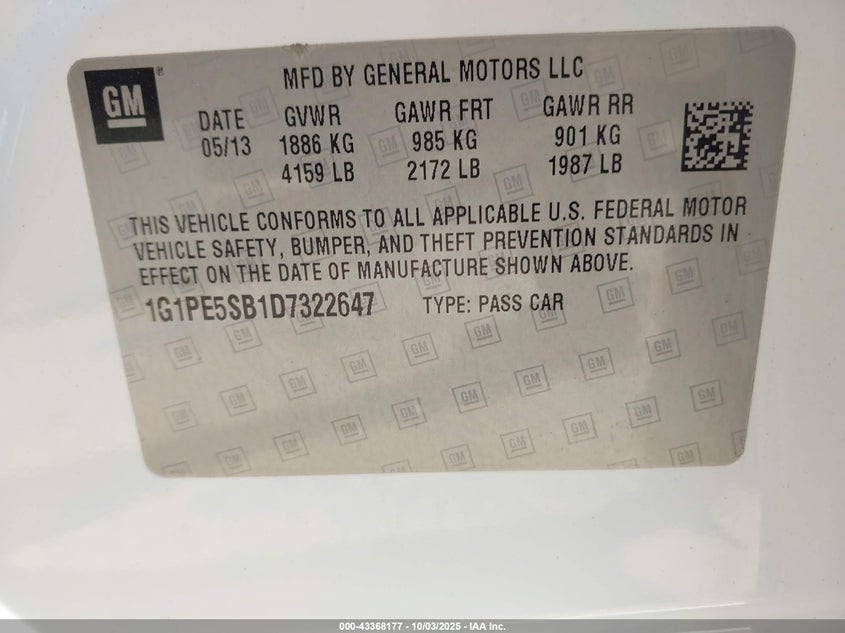 GM
MFD BY GENERAL MOTORS LLC
DATE GVWR GAWR FRT GAWR RR
05/13 1886 KG 985 KG 901 KG
4159 LB 2172 LB 1987 LB
THIS VEHICLE CONFORMS TO ALL APPLICABLE U.S. FEDERAL MOTOR
VEHICLE SAFETY, BUMPER, AND THEFT PREVENTION STANDARDS IN
EFFECT ON THE DATE OF MANUFACTURE SHOWN ABOVE.
1G1PE5SB1D7322647 TYPE: PASS CAR
000-43368177 - 10/03/2025 - IAA Inc.